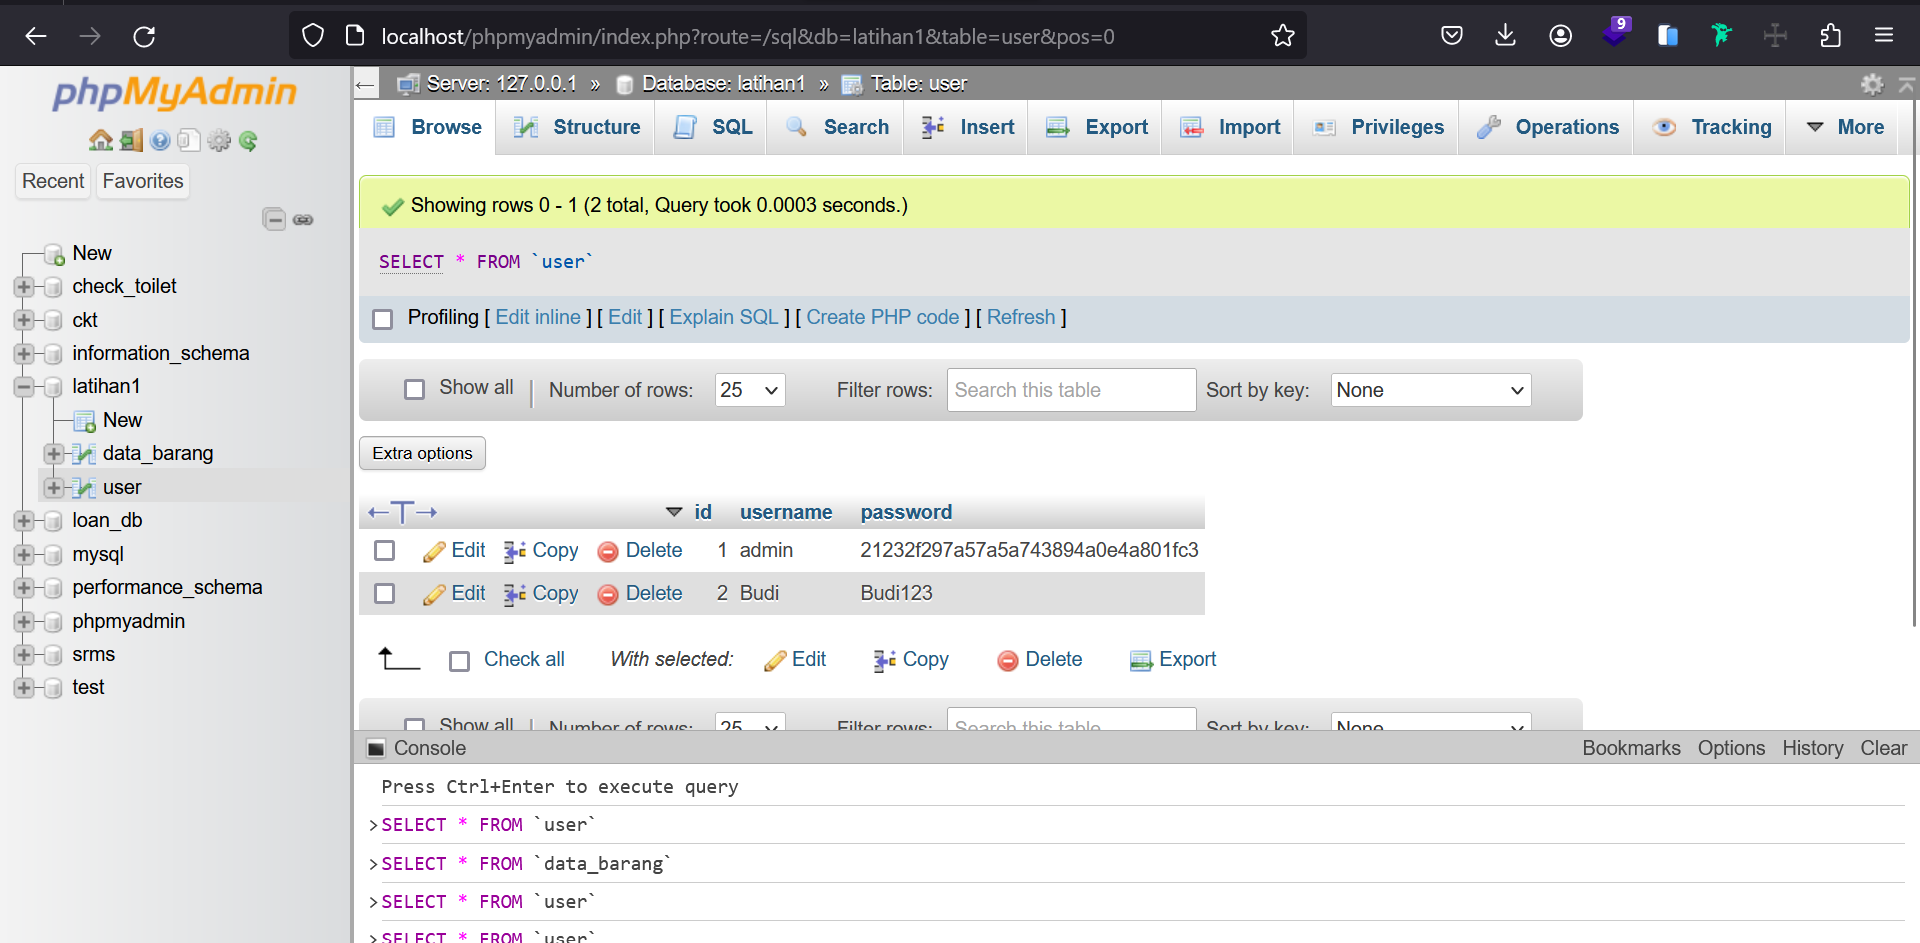 localhost/phpmyadmin/index.php?route=/sql&db=latihan1&table=user&pos=0
9
phpMyAdmin
Recent
Favorites
New
check_toilet
ckt
information_schema
latihan1
New
data_barang
user
loan_db
mysql
performance_schema
phpmyadmin
srms
test
Server: 127.0.0.1 » Database: latihan1 » Table: user
Browse Structure SQL Search Insert Export Import Privileges Operations Tracking More
Showing rows 0 - 1 (2 total, Query took 0.0003 seconds.)
SELECT * FROM `user`
Profiling [ Edit inline ] [ Edit ] [ Explain SQL ] [ Create PHP code ] [ Refresh ]
Show all | Number of rows: 25 Filter rows: Search this table Sort by key: None
Extra options
id username password
Edit Copy Delete 1 admin 21232f297a57a5a743894a0e4a801fc3
Edit Copy Delete 2 Budi Budi123
Check all With selected: Edit Copy Delete Export
Show all | Number of rows: 25 Filter rows: Search this table Sort by key: None
Console Bookmarks Options History Clear
Press Ctrl+Enter to execute query
>SELECT * FROM `user`
>SELECT * FROM `data_barang`
>SELECT * FROM `user`
>SELECT * FROM `user`